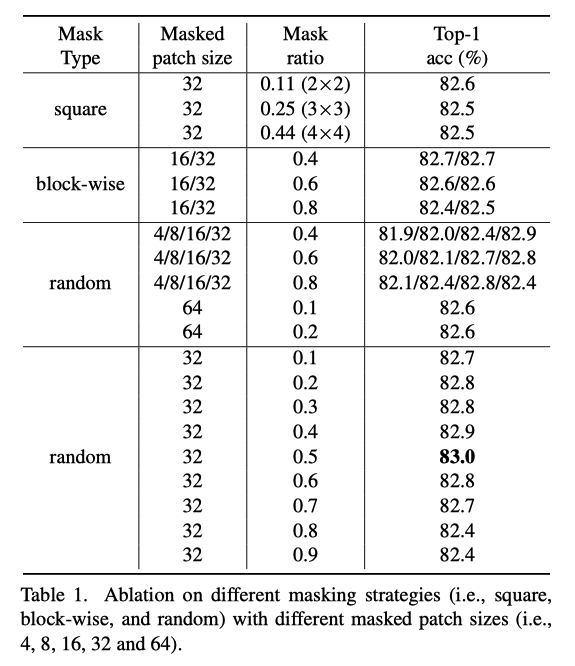 Mask Masked Mask Top-1
Type patch size ratio acc (%)
32 0.11 (2×2) 82.6
square 32 0.25 (3×3) 82.5
32 0.44 (4×4) 82.5
16/32 0.4 82.7/82.7
block-wise 16/32 0.6 82.6/82.6
16/32 0.8 82.4/82.5
4/8/16/32 0.4 81.9/82.0/82.4/82.9
4/8/16/32 0.6 82.0/82.1/82.7/82.8
random 4/8/16/32 0.8 82.1/82.4/82.8/82.4
64 0.1 82.6
64 0.2 82.6
32 0.1 82.7
32 0.2 82.8
32 0.3 82.8
32 0.4 82.9
random 32 0.5 83.0
32 0.6 82.8
32 0.7 82.7
32 0.8 82.4
32 0.9 82.4
Table 1. Ablation on different masking strategies (i.e., square,
block-wise, and random) with different masked patch sizes (i.e.,
4, 8, 16, 32 and 64).